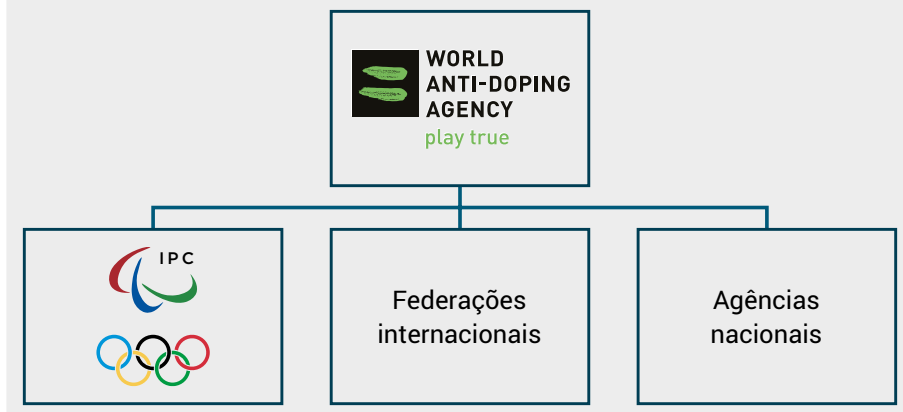 WORLD
ANTI-DOPING
AGENCY
play true
IPC
Federações
internacionais
Agências
nacionais